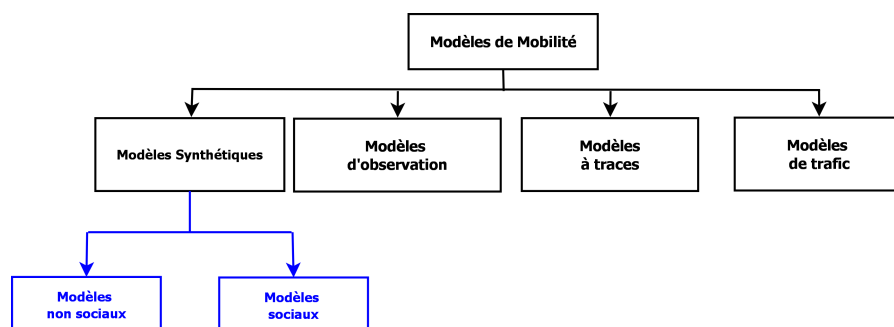 Modèles de Mobilité
Modèles Synthétiques
Modèles
d'observation
Modèles
à traces
Modèles
de trafic
Modèles
non sociaux
Modèles
sociaux